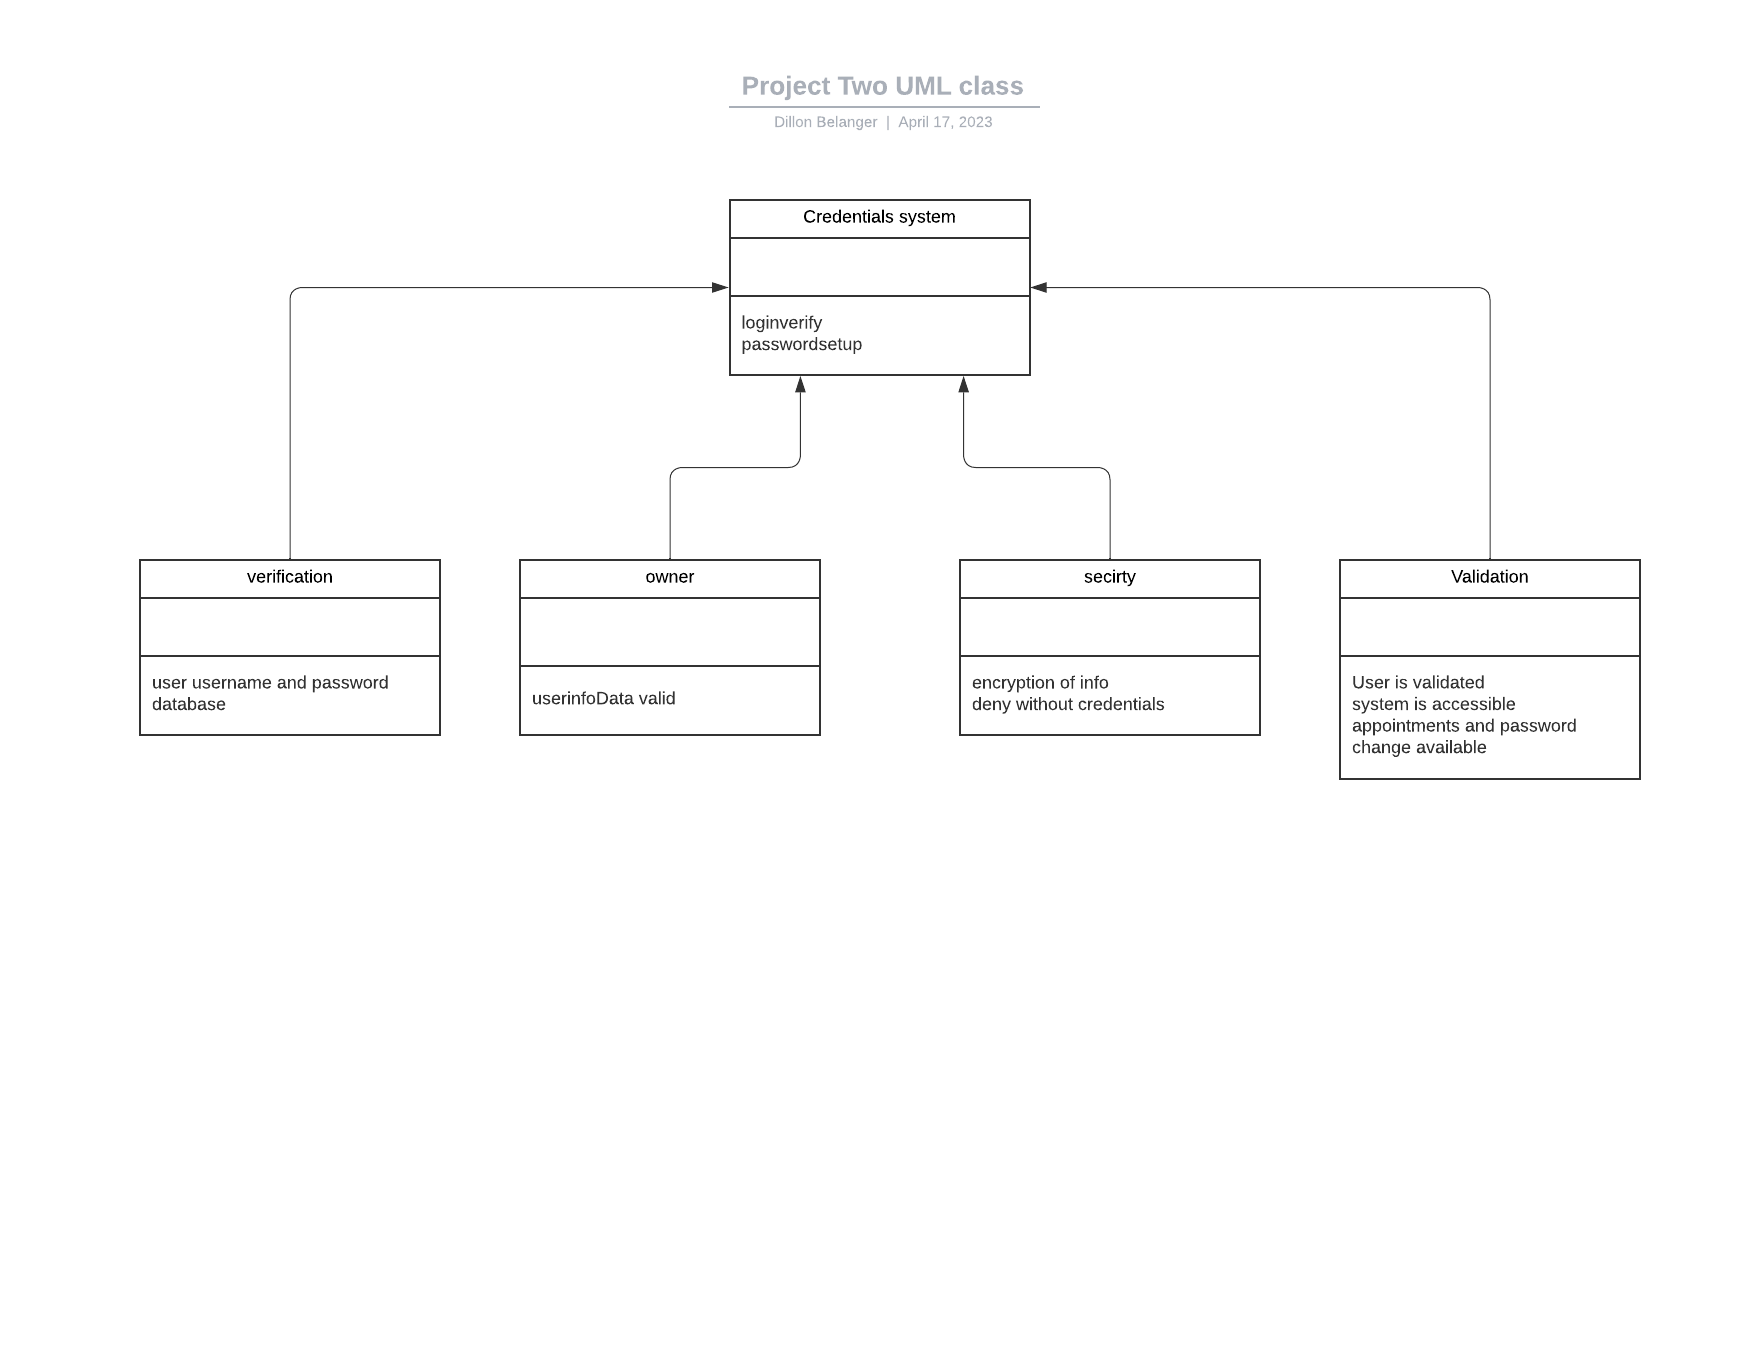 Project Two UML class
Dillon Belanger | April 17, 2023
Credentials system
loginverify
passwordsetup
verification
user username and password
database
owner
userinfoData valid
secirty
encryption of info
deny without credentials
Validation
User is validated
system is accessible
appointments and password
change available